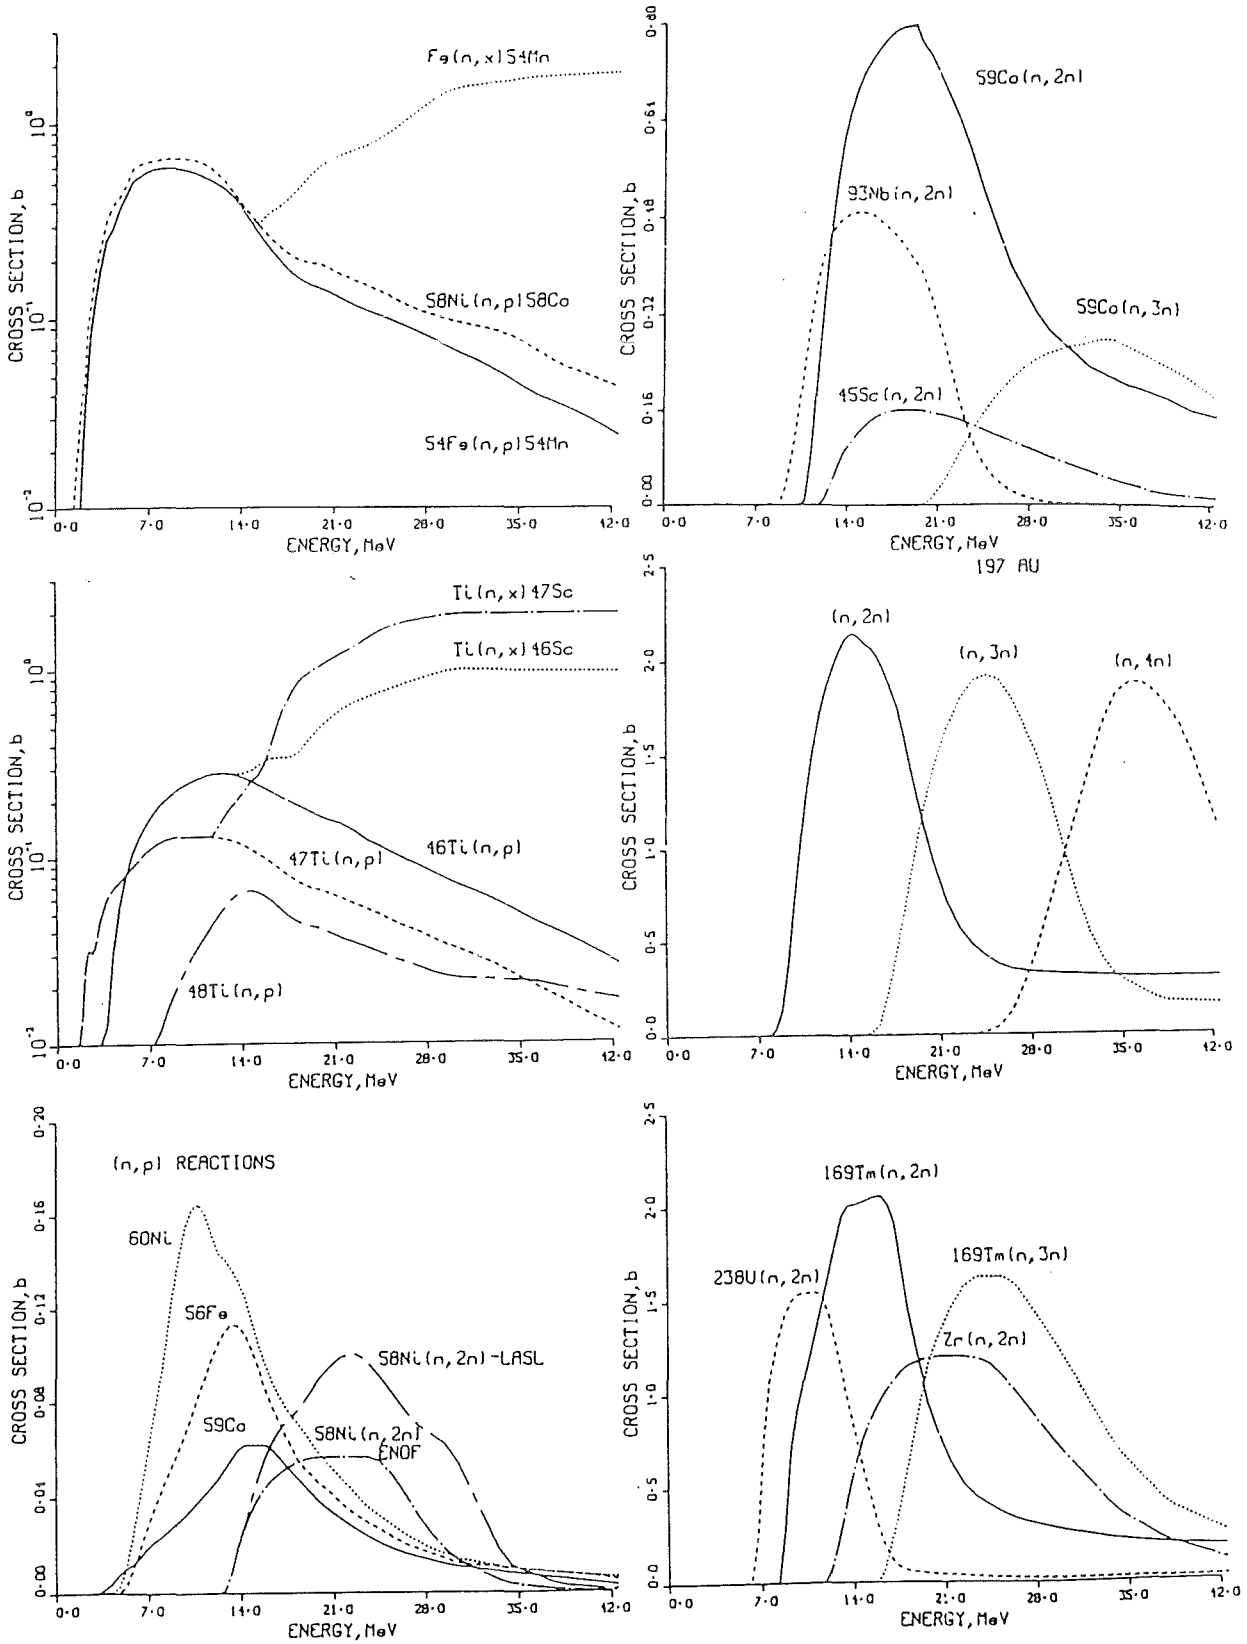 Fe(n,x)54Mn
10⁰
10⁻¹
10⁻²
CROSS SECTION, b
58Ni(n,p)58Co
54Fe(n,p)54Mn
0.0 7.0 14.0 21.0 28.0 35.0 42.0
ENERGY, MeV
0.80
0.64
0.48
0.32
0.16
0.00
CROSS SECTION, b
59Co(n,2n)
93Nb(n,2n)
59Co(n,3n)
45Sc(n,2n)
0.0 7.0 14.0 21.0 28.0 35.0 42.0
ENERGY, MeV
Ti(n,x)47Sc
Ti(n,x)46Sc
10⁰
10⁻¹
10⁻²
CROSS SECTION, b
46Ti(n,p)
47Ti(n,p)
48Ti(n,p)
0.0 7.0 14.0 21.0 28.0 35.0 42.0
ENERGY, MeV
197 AU
2.5
2.0
1.5
1.0
0.5
0.0
CROSS SECTION, b
(n,2n)
(n,3n)
(n,4n)
0.0 7.0 14.0 21.0 28.0 35.0 42.0
ENERGY, MeV
(n,p) REACTIONS
0.20
0.16
0.12
0.08
0.04
0.00
CROSS SECTION, b
60Ni
56Fe
59Co
58Ni(n,2n)-LASL
58Ni(n,2n)
ENDF
0.0 7.0 14.0 21.0 28.0 35.0 42.0
ENERGY, MeV
2.5
2.0
1.5
1.0
0.5
0.0
CROSS SECTION, b
169Tm(n,2n)
169Tm(n,3n)
238U(n,2n)
Zr(n,2n)
0.0 7.0 14.0 21.0 28.0 35.0 42.0
ENERGY, MeV